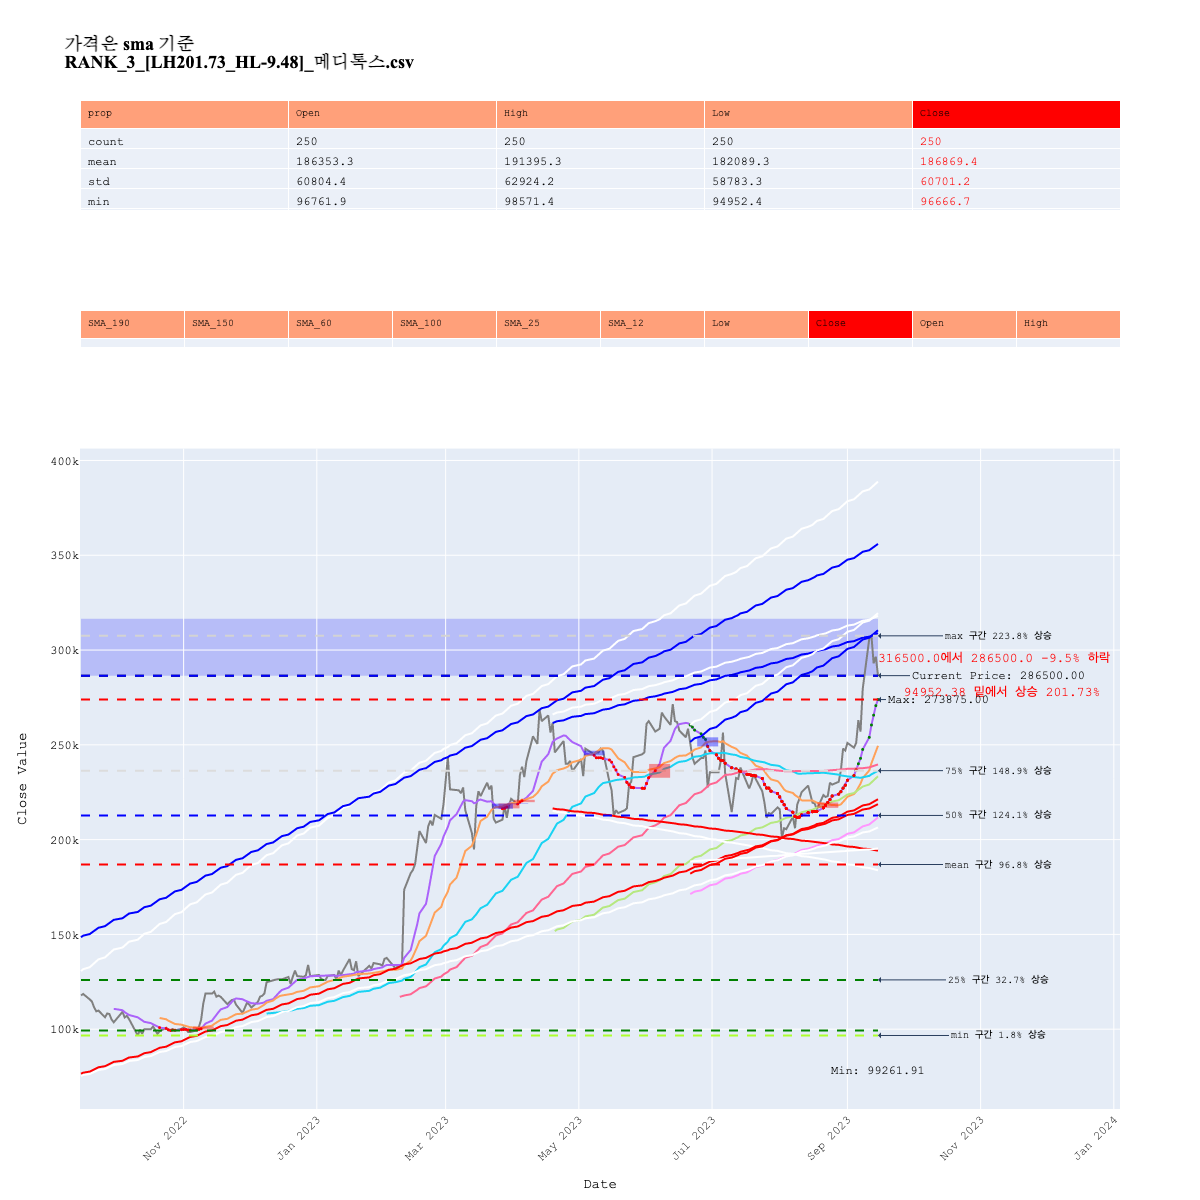 가격은 sma 기준
RANK_3_[LH201.73_HL-9.48]_메디톡스.csv
prop Open High Low Close
count 250 250 250 250
mean 186353.3 191395.3 182089.3 186869.4
std 60804.4 62924.2 58783.3 60701.2
min 96761.9 98571.4 94952.4 96666.7
SMA_190 SMA_150 SMA_60 SMA_100 SMA_25 SMA_12 Low Close Open High
400k
350k
300k
250k
200k
150k
100k
Close Value
max 구간 223.8% 상승
316500.0에서 286500.0 -9.5% 하락
Current Price: 286500.00
94952.38 밑에서 상승 201.73%
Max: 273875.00
75% 구간 148.9% 상승
50% 구간 124.1% 상승
mean 구간 96.8% 상승
25% 구간 32.7% 상승
min 구간 1.8% 상승
Min: 99261.91
Nov 2022
Jan 2023
Mar 2023
May 2023
Jul 2023
Sep 2023
Nov 2023
Jan 2024
Date